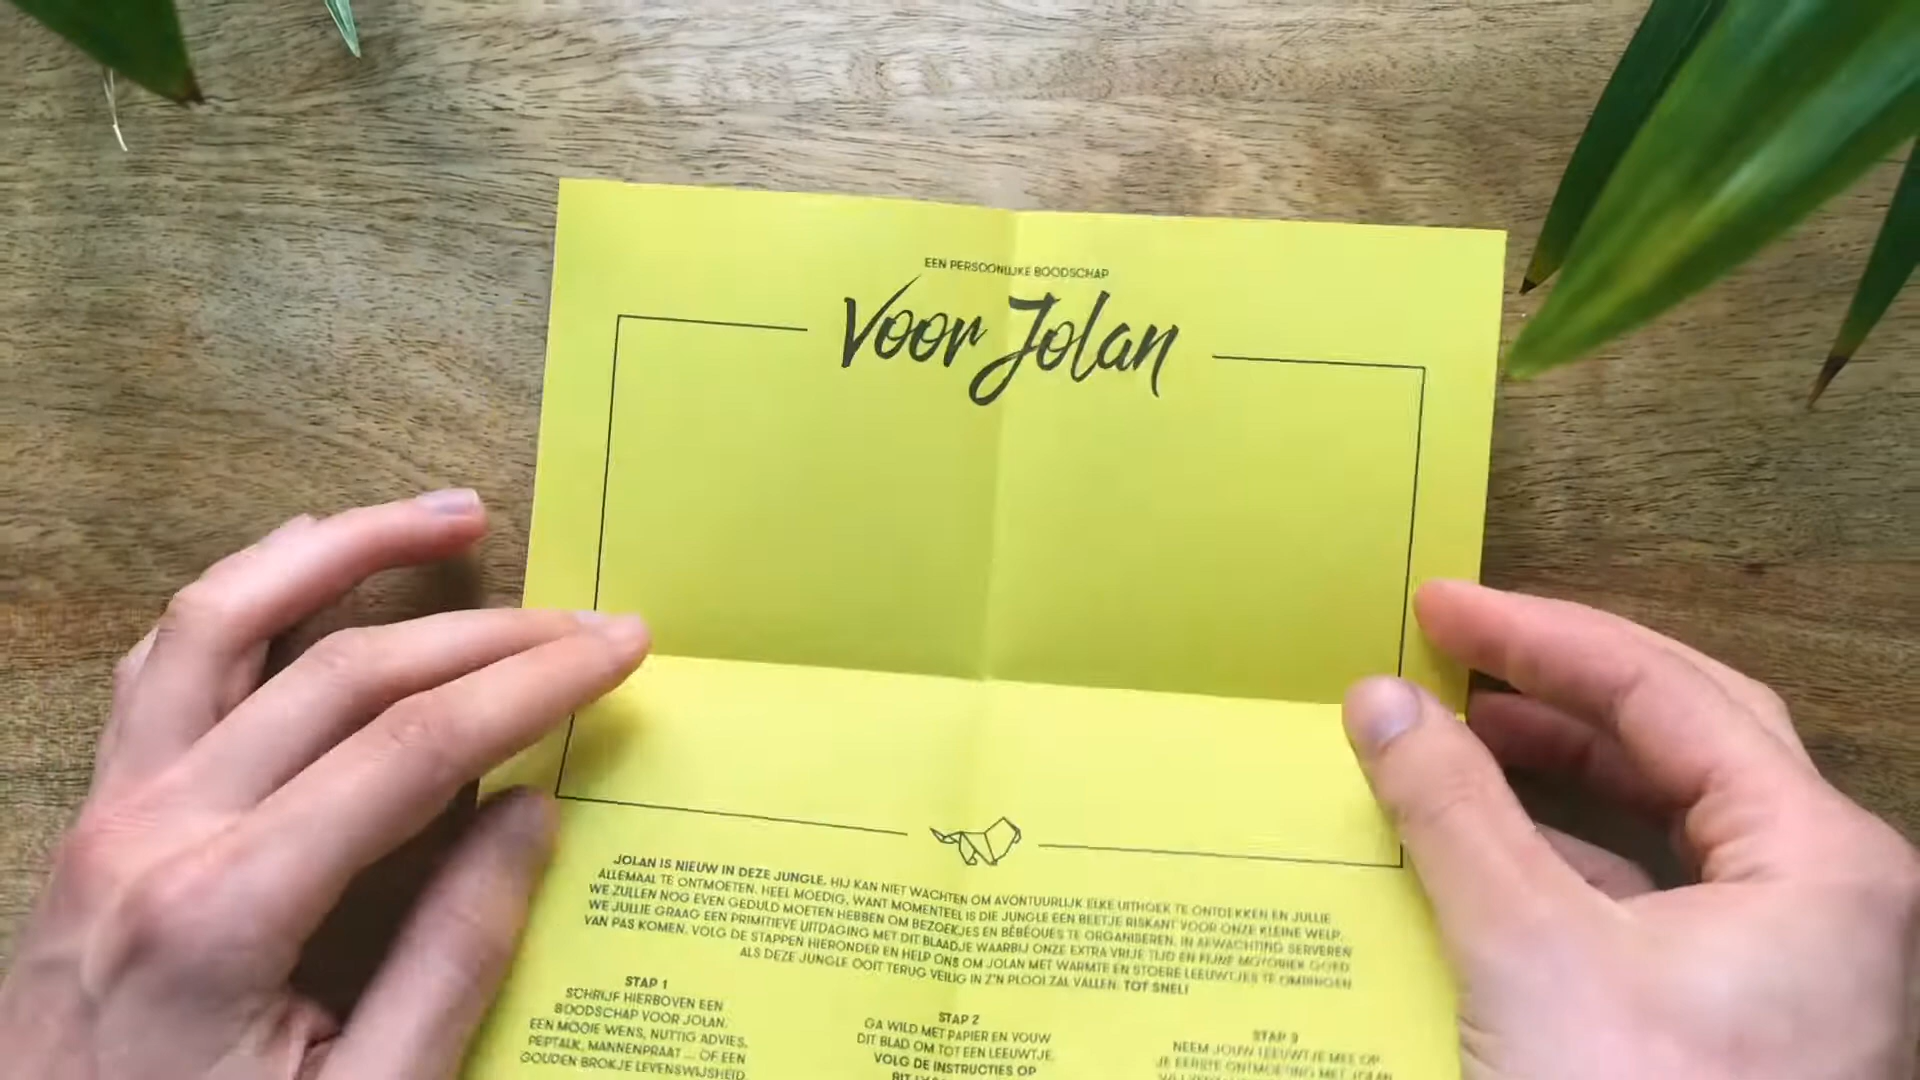 EEN PERSOONLIJKE BOODSCHAP
Voor Jolan
JOLAN IS NIEUW IN DEZE JUNGLE. HIJ KAN NIET WACHTEN OM AVONTUURLIJK ELKE UITHOEK TE ONTDEKKEN EN JULLIE
ALLEMAAL TE ONTMOETEN. HEEL MOEDIG, WANT MOMENTEEL IS DIE JUNGLE EEN BEETJE RISKANT VOOR ONZE KLEINE WELP.
WE ZULLEN NOG EVEN GEDULD MOETEN HEBBEN OM BEZOEKJES EN BÉBÉQUES TE ORGANISEREN. IN AFWACHTING SERVEREN
WE JULLIE GRAAG EEN PRIMITIEVE UITDAGING MET DIT BLAADJE WAARBIJ ONZE EXTRA VRIJE TIJD EN FIJNE MOTORIEK GOED
VAN PAS KOMEN. VOLG DE STAPPEN HIERONDER EN HELP ONS OM JOLAN MET WARMTE EN STOERE LEEUWTJES TE OMRINGEN
ALS DEZE JUNGLE OOIT TERUG VEILIG IN Z'N PLOOI ZAL VALLEN. TOT SNEL!
STAP 1
SCHRIJF HIERBOVEN EEN
BOODSCHAP VOOR JOLAN.
EEN MOOIE WENS, NUTTIG ADVIES,
PEPTALK, MANNENPRAAT ... OF EEN
GOUDEN BROKJE LEVENSWIJSHEID.
STAP 2
GA WILD MET PAPIER EN VOUW
DIT BLAD OM TOT EEN LEEUWTJE.
VOLG DE INSTRUCTIES OP
STAP 3
NEEM JOUW LEEUWTJE MEE OP
JE EERSTE ONTMOETING MET JOLAN